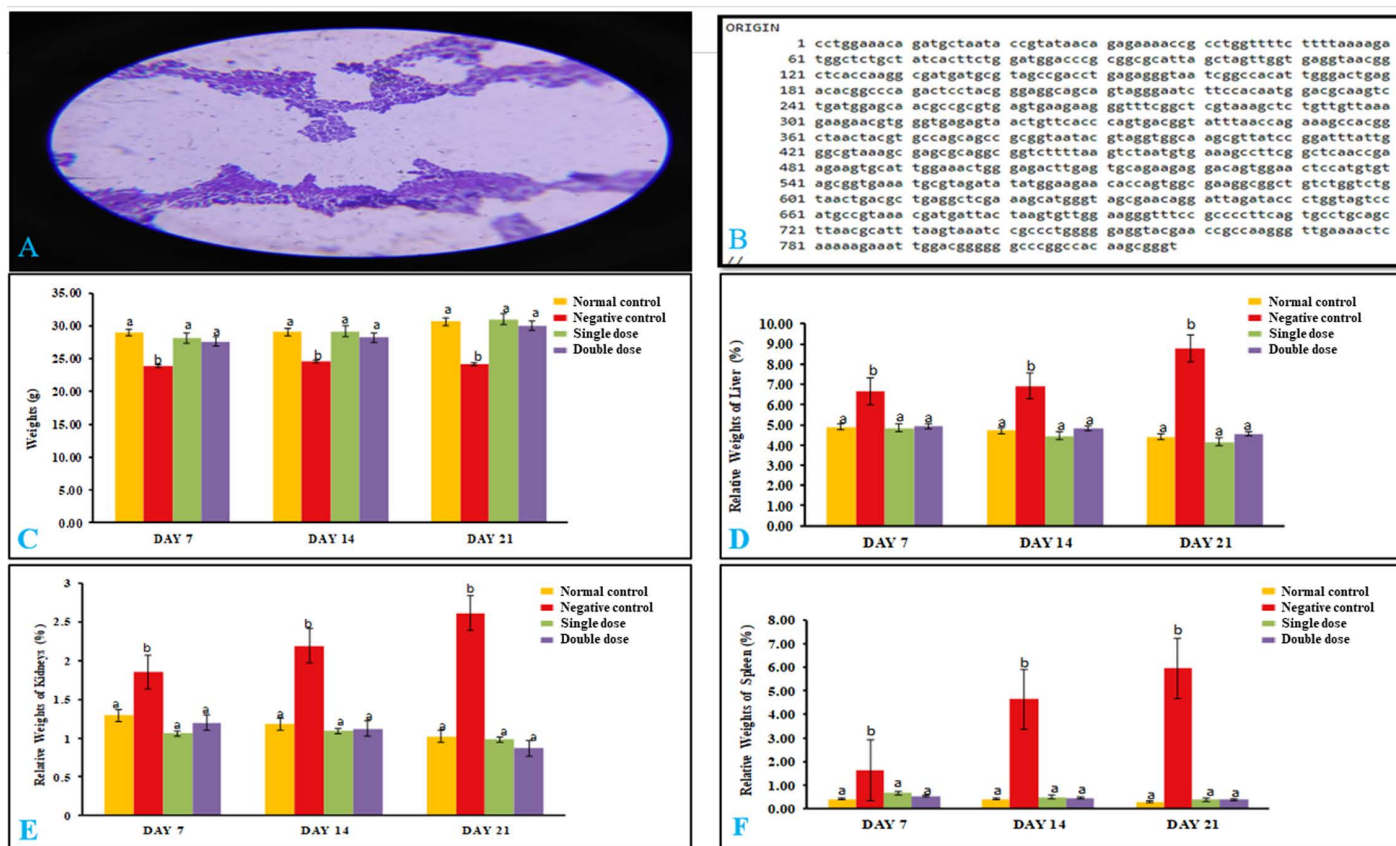 A
ORIGIN
1 cctggaaaca gatgctaata ccgtataaca gagaaaaccg cctggttttc ttttaaaaga
61 tggctctgct atcacttctg gatggacccg cggcgcatta gctagttggt gaggtaacgg
121 ctcaccaagg cgatgatgcg tagccgacct gagagggtaa tcggccacat tgggactgag
181 acacggccca gactcctacg ggaggcagca gtagggaatc ttccacaatg gacgcaagtc
241 tgatggagca acgccgcgtg agtgaagaag ggtttcggct cgtaaagctc tgttgttaaa
301 gaagaacgtg ggtgagagta actgttcacc cagtgacggt atttaaccag aaagccacgg
361 ctaactacgt gccagcagcc gcggtaatac gtaggtggca agcgttatcc ggatttattg
421 ggcgtaaagc gagcgcaggc ggtcttttaa gtctaatgtg aaagccttcg gctcaaccga
481 agaagtgcat tggaaactgg gagacttgag tgcagaagag gacagtggaa ctccatgtgt
541 agcggtgaaa tgcgtagata tatggaagaa caccagtggc gaaggcggct gtctggtctg
601 taactgacgc tgaggctcga aagcatgggt agcgaacagg attagatacc ctggtagtcc
661 atgccgtaaa cgatgattac taagtgttgg aagggtttcc gccccttcag tgcctgcagc
721 ttaacgcatt taagtaaatc cgccctgggg gaggtacgaa ccgccaaggg ttgaaaactc
781 aaaaagaaat tggacggggg gcccggccac aagcgggt
//
B
35.00
30.00
25.00
20.00
15.00
10.00
5.00
0.00
Weights (g)
a b a a
a b a a
a b a a
DAY 7 DAY 14 DAY 21
Normal control
Negative control
Single dose
Double dose
C
10.00
9.00
8.00
7.00
6.00
5.00
4.00
3.00
2.00
1.00
0.00
Relative Weights of Liver (%)
a b a a
a b a a
a b a a
DAY 7 DAY 14 DAY 21
Normal control
Negative control
Single dose
Double dose
D
3
2.5
2
1.5
1
0.5
0
Relative Weights of Kidneys (%)
a b a a
a b a a
a b a a
DAY 7 DAY 14 DAY 21
Normal control
Negative control
Single dose
Double dose
E
8.00
7.00
6.00
5.00
4.00
3.00
2.00
1.00
0.00
Relative Weights of Spleen (%)
a b a a
a b a a
a b a a
DAY 7 DAY 14 DAY 21
Normal control
Negative control
Single dose
Double dose
F